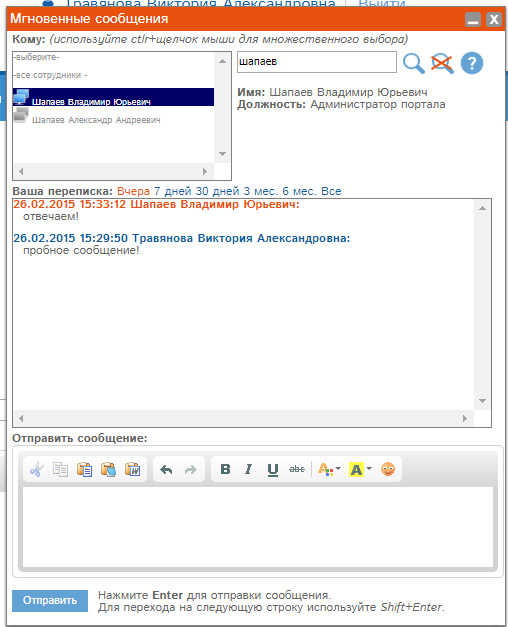 Травянова Виктория Александровна Выйти
Мгновенные сообщения
Кому: (используйте ctlr+щелчок мыши для множественного выбора)
-выберите-
-все сотрудники -
Шапаев Владимир Юрьевич
Шапаев Александр Андреевич
шапаев
Имя: Шапаев Владимир Юрьевич
Должность: Администратор портала
Ваша переписка: Вчера 7 дней 30 дней 3 мес. 6 мес. Все
26.02.2015 15:33:12 Шапаев Владимир Юрьевич:
отвечаем!
26.02.2015 15:29:50 Травянова Виктория Александровна:
пробное сообщение!
Отправить сообщение:
B I U abc A A
Отправить
Нажмите Enter для отправки сообщения.
Для перехода на следующую строку используйте Shift+Enter.